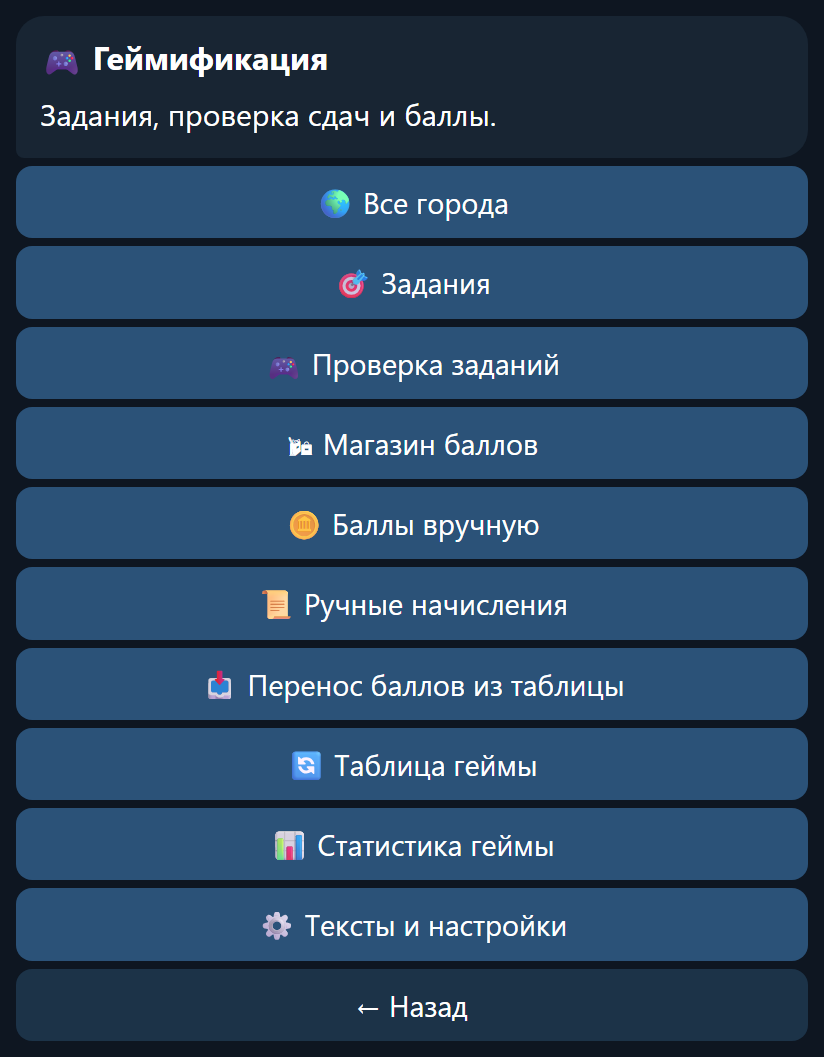 Геймификация
Задания, проверка сдач и баллы.
Все города
Задания
Проверка заданий
Магазин баллов
Баллы вручную
Ручные начисления
Перенос баллов из таблицы
Таблица геймы
Статистика геймы
Тексты и настройки
← Назад